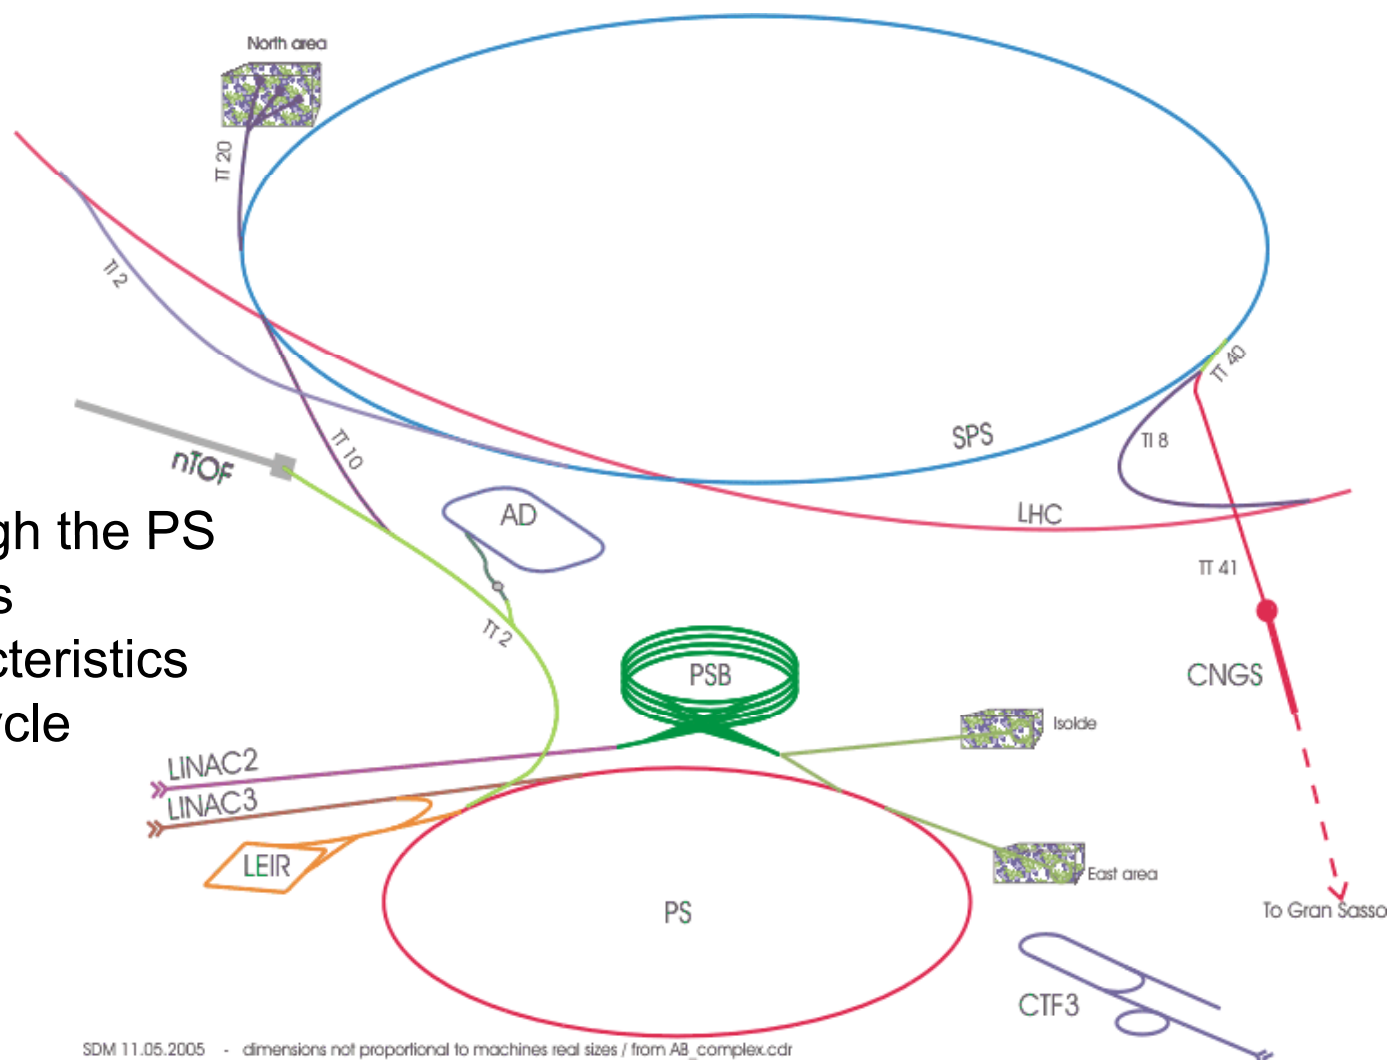 North area
TT 20
TI 2
TT 40
SPS
TI 8
TT 10
nTOF
AD
LHC
gh the PS
s
TT 41
TT 2
cteristics
PSB
CNGS
ycle
Isolde
LINAC2
LINAC3
LEIR
East area
PS
To Gran Sasso
CTF3
SDM 11.05.2005 - dimensions not proportional to machines real sizes / from AB_complex.cdr